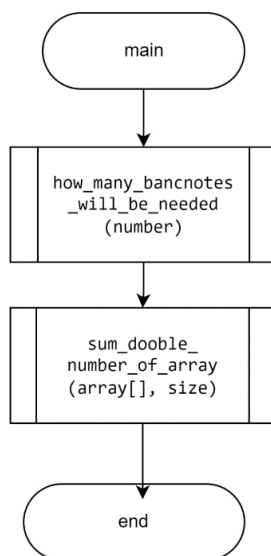 main
how_many_bancnotes
_will_be_needed
(number)
sum_dooble_
number_of_array
(array[], size)
end